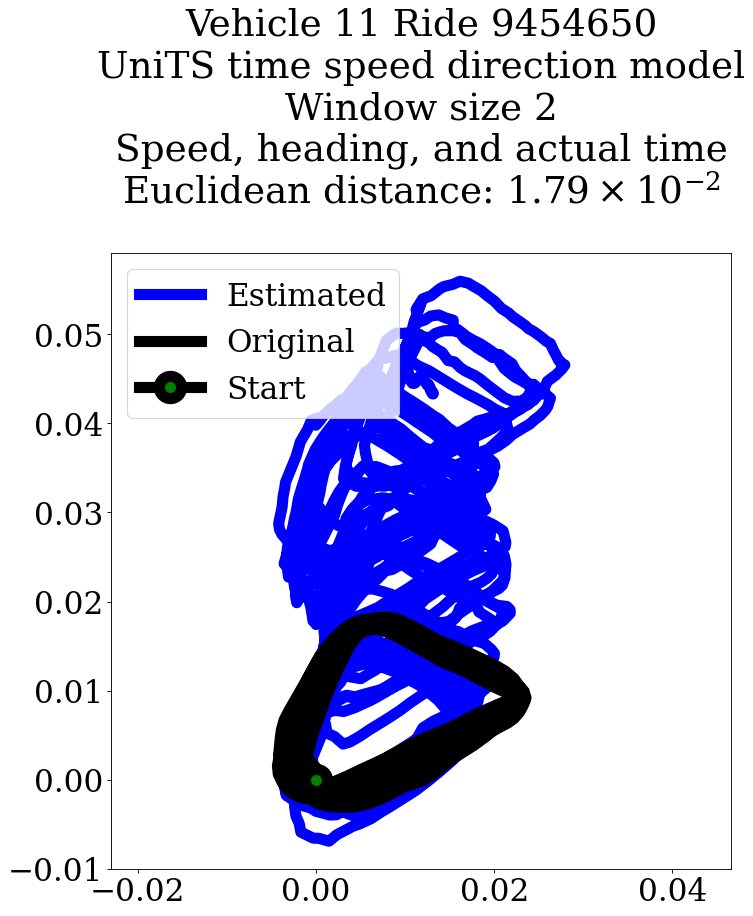 Vehicle 11 Ride 9454650
UniTS time speed direction model
Window size 2
Speed, heading, and actual time
Euclidean distance: 1.79 × 10⁻²
Estimated
Original
Start
0.05
0.04
0.03
0.02
0.01
0.00
−0.01
−0.02 0.00 0.02 0.04